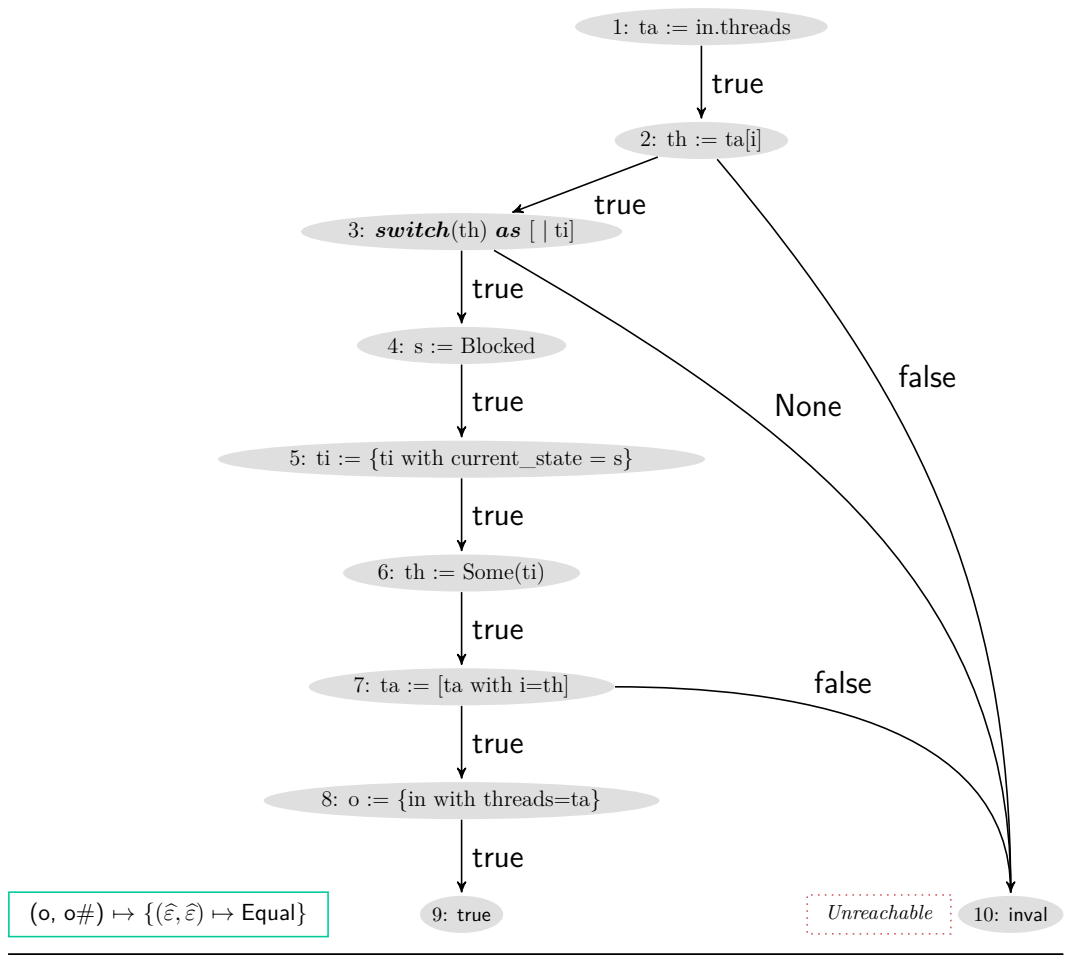 1: ta := in.threads
true
2: th := ta[i]
true
3: switch(th) as [ | ti]
true
4: s := Blocked
false
None
true
5: ti := {ti with current_state = s}
true
6: th := Some(ti)
true
7: ta := [ta with i=th]
false
true
8: o := {in with threads=ta}
true
(o, o#) ↦ {(ε̂, ε̂) ↦ Equal}
9: true
Unreachable
10: inval